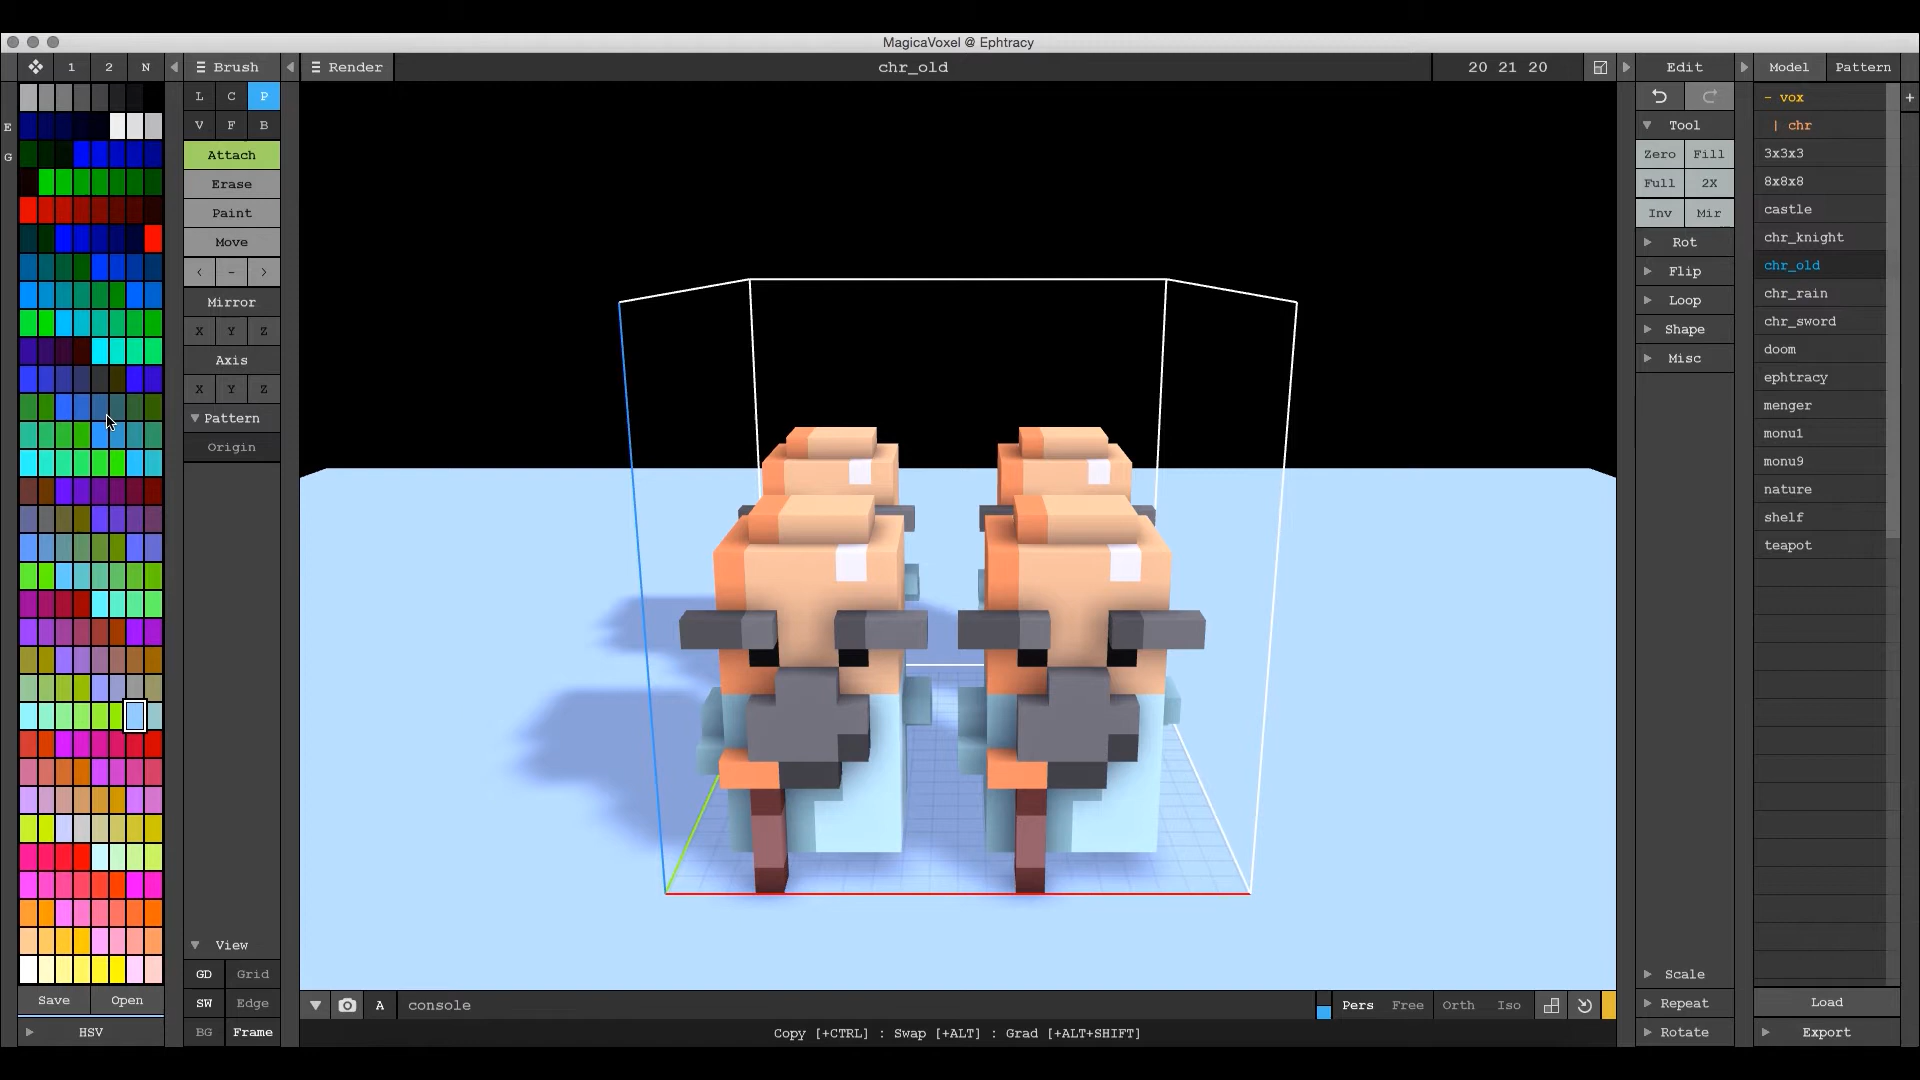 MagicaVoxel @ Ephtracy
1 2 N
Brush
Render
chr_old
20 21 20
Edit
Model
Pattern
L C P
V F B
E
G
Attach
Erase
Paint
Move
< - >
Mirror
X Y Z
Axis
X Y Z
Pattern
Origin
View
GD Grid
SW Edge
BG Frame
Save Open
HSV
A console
Pers Free Orth Iso
Copy [+CTRL] : Swap [+ALT] : Grad [+ALT+SHIFT]
Tool
Zero Fill
Full 2X
Inv Mir
Rot
Flip
Loop
Shape
Misc
Scale
Repeat
Rotate
- vox
| chr
3x3x3
8x8x8
castle
chr_knight
chr_old
chr_rain
chr_sword
doom
ephtracy
menger
monu1
monu9
nature
shelf
teapot
+
Load
Export